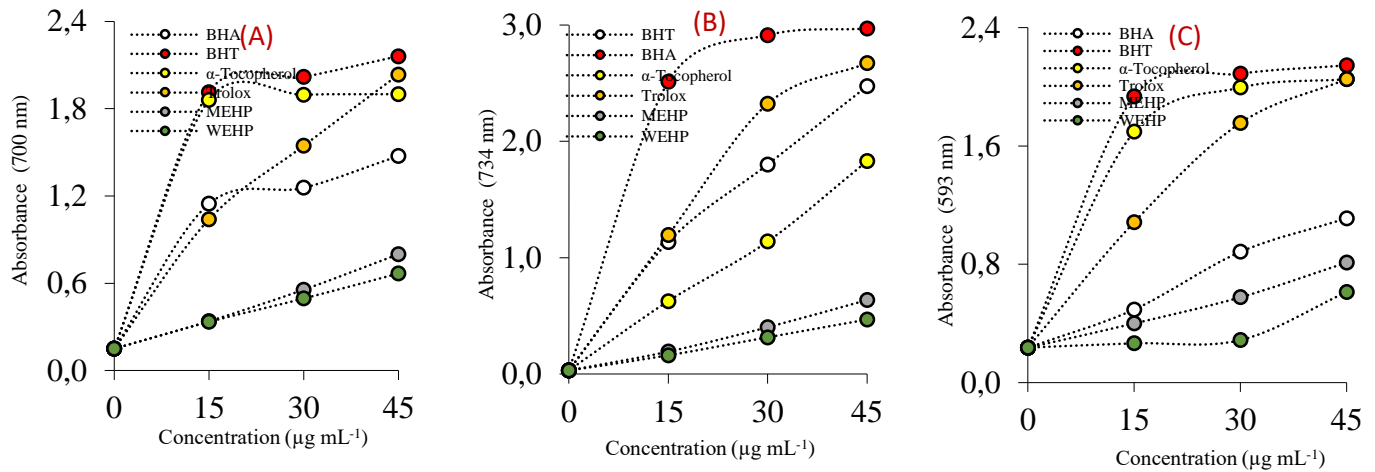 (A)
2,4
1,8
1,2
0,6
0,0
Absorbance (700 nm)
BHA
BHT
α-Tocopherol
Trolox
MEHP
WEHP
0 15 30 45
Concentration (µg mL-1)
(B)
3,0
2,0
1,0
0,0
Absorbance (734 nm)
BHT
BHA
α-Tocopherol
Trolox
MEHP
WEHP
0 15 30 45
Concentration (µg mL-1)
(C)
2,4
1,6
0,8
0,0
Absorbance (593 nm)
BHA
BHT
α-Tocopherol
Trolox
MEHP
WEHP
0 15 30 45
Concentration (µg mL-1)